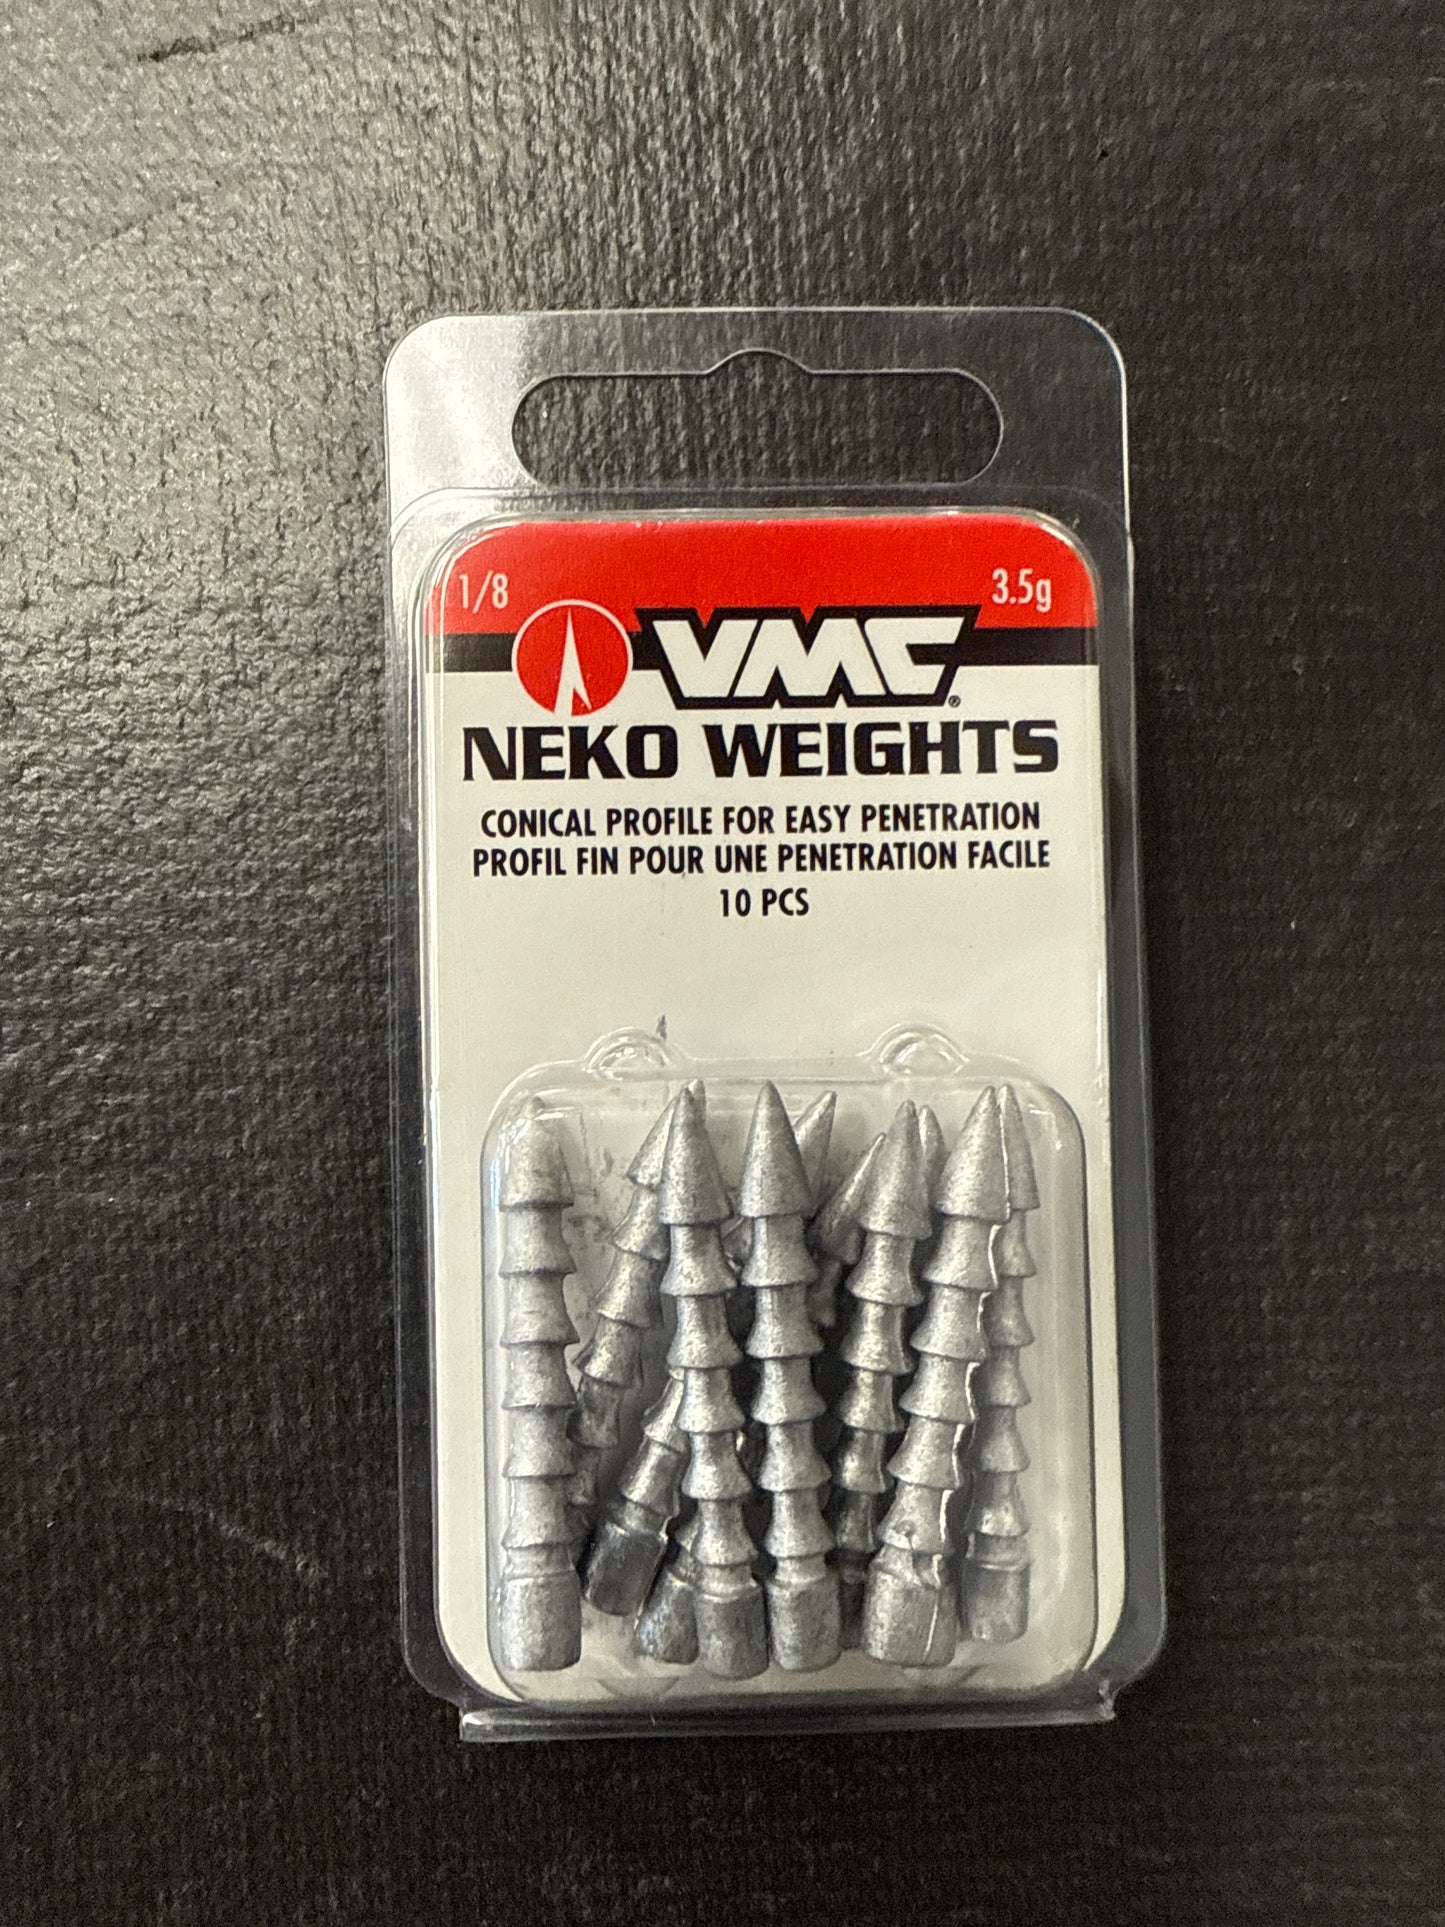 1/8
3.5g
VMC®
NEKO WEIGHTS
CONICAL PROFILE FOR EASY PENETRATION
PROFIL FIN POUR UNE PENETRATION FACILE
10 PCS